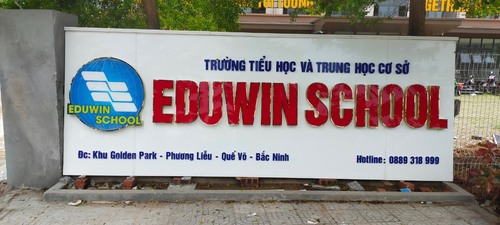 TRƯỜNG TIỂU HỌC VÀ TRUNG HỌC CƠ SỞ
EDUWIN SCHOOL
EDUWIN
SCHOOL
Đc: Khu Golden Park - Phương Liễu - Quế Võ - Bắc Ninh
Hotline: 0889 318 999